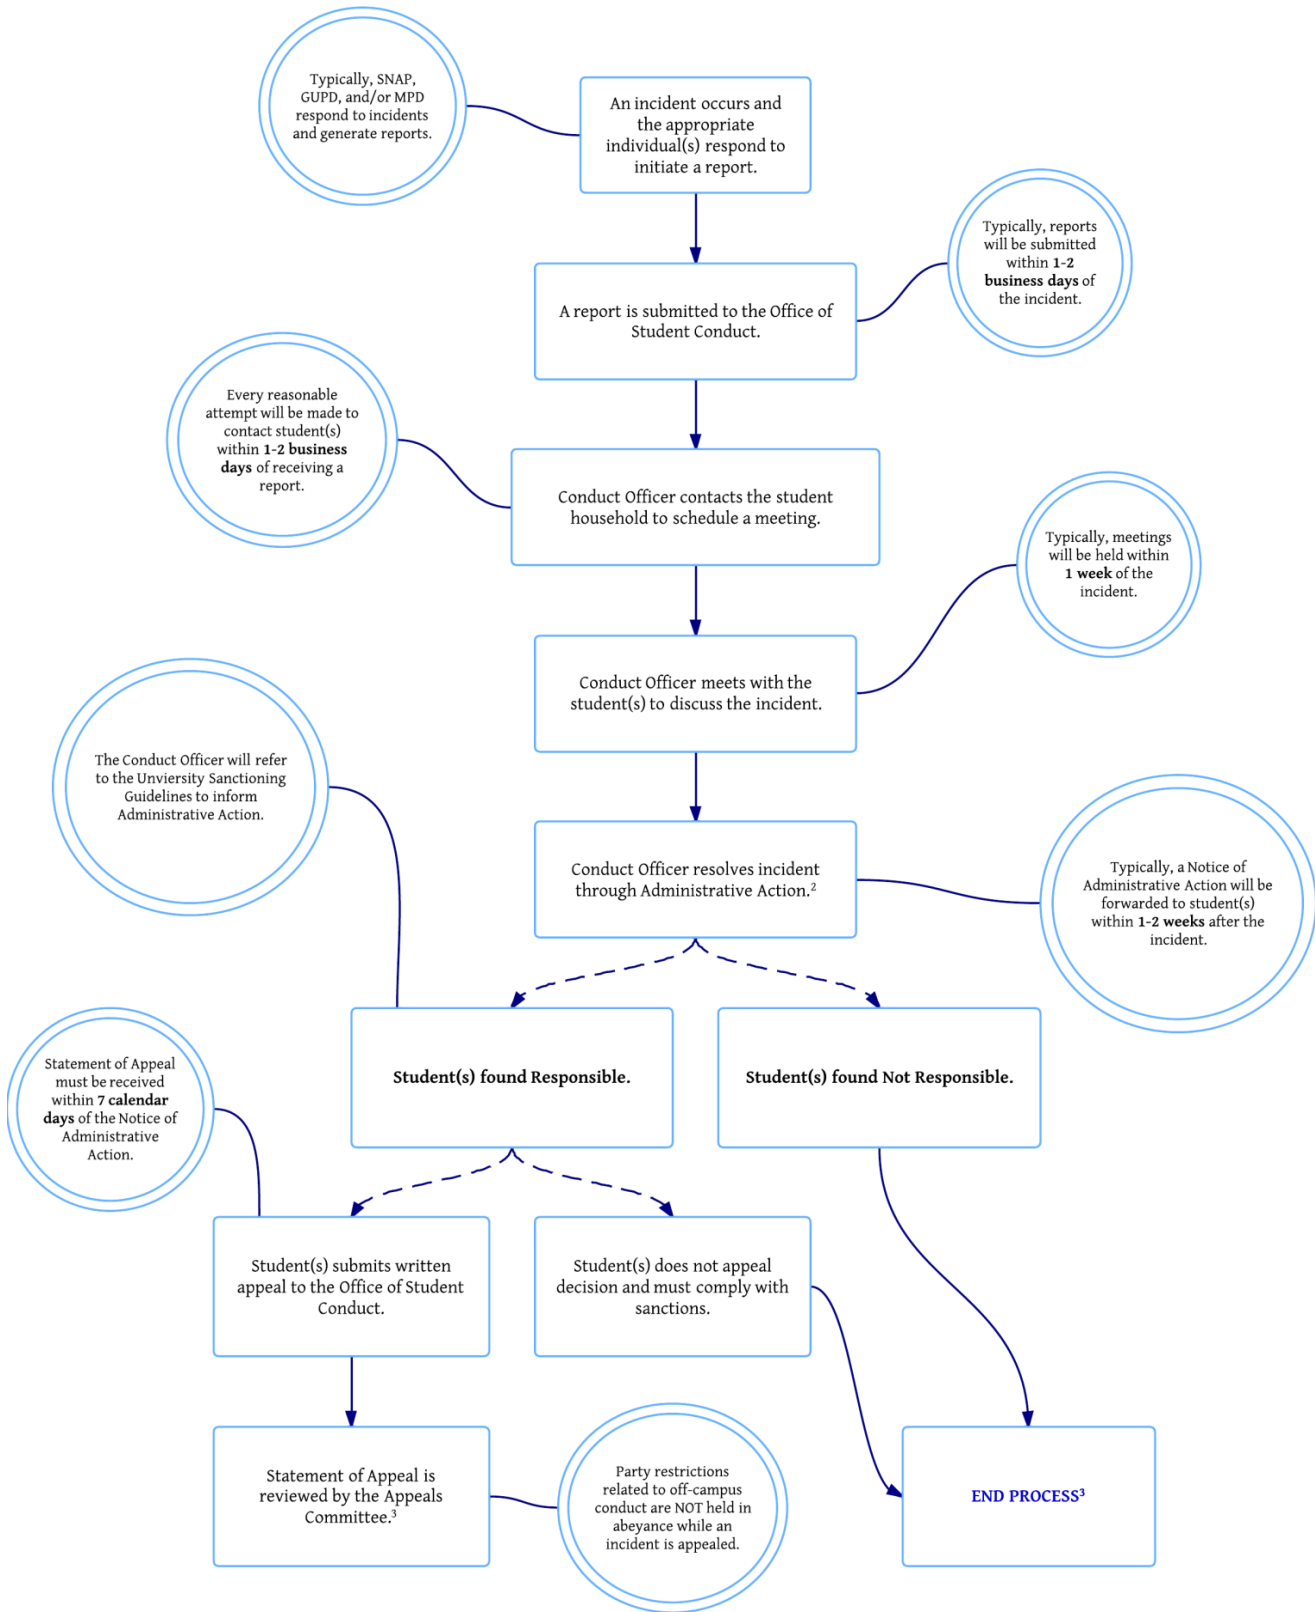 Typically, SNAP,
GUPD, and/or MPD
respond to incidents
and generate reports.
An incident occurs and
the appropriate
individual(s) respond to
initiate a report.
Typically, reports
will be submitted
within 1-2
business days of
the incident.
A report is submitted to the Office of
Student Conduct.
Every reasonable
attempt will be made to
contact student(s)
within 1-2 business
days of receiving a
report.
Conduct Officer contacts the student
household to schedule a meeting.
Typically, meetings
will be held within
1 week of the
incident.
Conduct Officer meets with the
student(s) to discuss the incident.
The Conduct Officer will refer
to the Unviersity Sanctioning
Guidelines to inform
Administrative Action.
Conduct Officer resolves incident
through Administrative Action.²
Typically, a Notice of
Administrative Action will be
forwarded to student(s)
within 1-2 weeks after the
incident.
Student(s) found Responsible.
Student(s) found Not Responsible.
Statement of Appeal
must be received
within 7 calendar
days of the Notice of
Administrative
Action.
Student(s) submits written
appeal to the Office of Student
Conduct.
Student(s) does not appeal
decision and must comply with
sanctions.
Statement of Appeal is
reviewed by the Appeals
Committee.³
Party restrictions
related to off-campus
conduct are NOT held in
abeyance while an
incident is appealed.
END PROCESS³